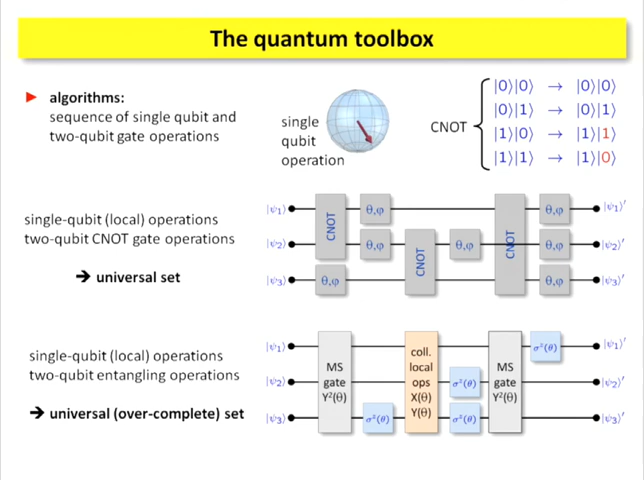 The quantum toolbox
► algorithms:
sequence of single qubit and
two-qubit gate operations
single
qubit
operation
CNOT
|0⟩|0⟩ → |0⟩|0⟩
|0⟩|1⟩ → |0⟩|1⟩
|1⟩|0⟩ → |1⟩|1⟩
|1⟩|1⟩ → |1⟩|0⟩
single-qubit (local) operations
two-qubit CNOT gate operations
➔ universal set
|ψ₁⟩ CNOT θ,φ CNOT θ,φ |ψ₁⟩′
|ψ₂⟩ θ,φ CNOT θ,φ θ,φ |ψ₂⟩′
|ψ₃⟩ θ,φ θ,φ |ψ₃⟩′
single-qubit (local) operations
two-qubit entangling operations
➔ universal (over-complete) set
|ψ₁⟩
|ψ₂⟩
|ψ₃⟩
MS
gate
Y²(θ)
σᶻ(θ)
coll.
local
ops
X(θ)
Y(θ)
σᶻ(θ)
σᶻ(θ)
MS
gate
Y²(θ)
σᶻ(θ)
|ψ₁⟩′
|ψ₂⟩′
|ψ₃⟩′